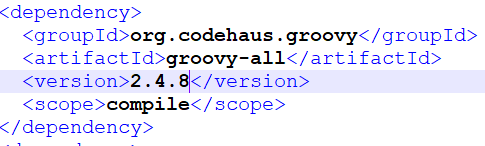 <dependency>
<groupId>org.codehaus.groovy</groupId>
<artifactId>groovy-all</artifactId>
<version>2.4.8</version>
<scope>compile</scope>
</dependency>